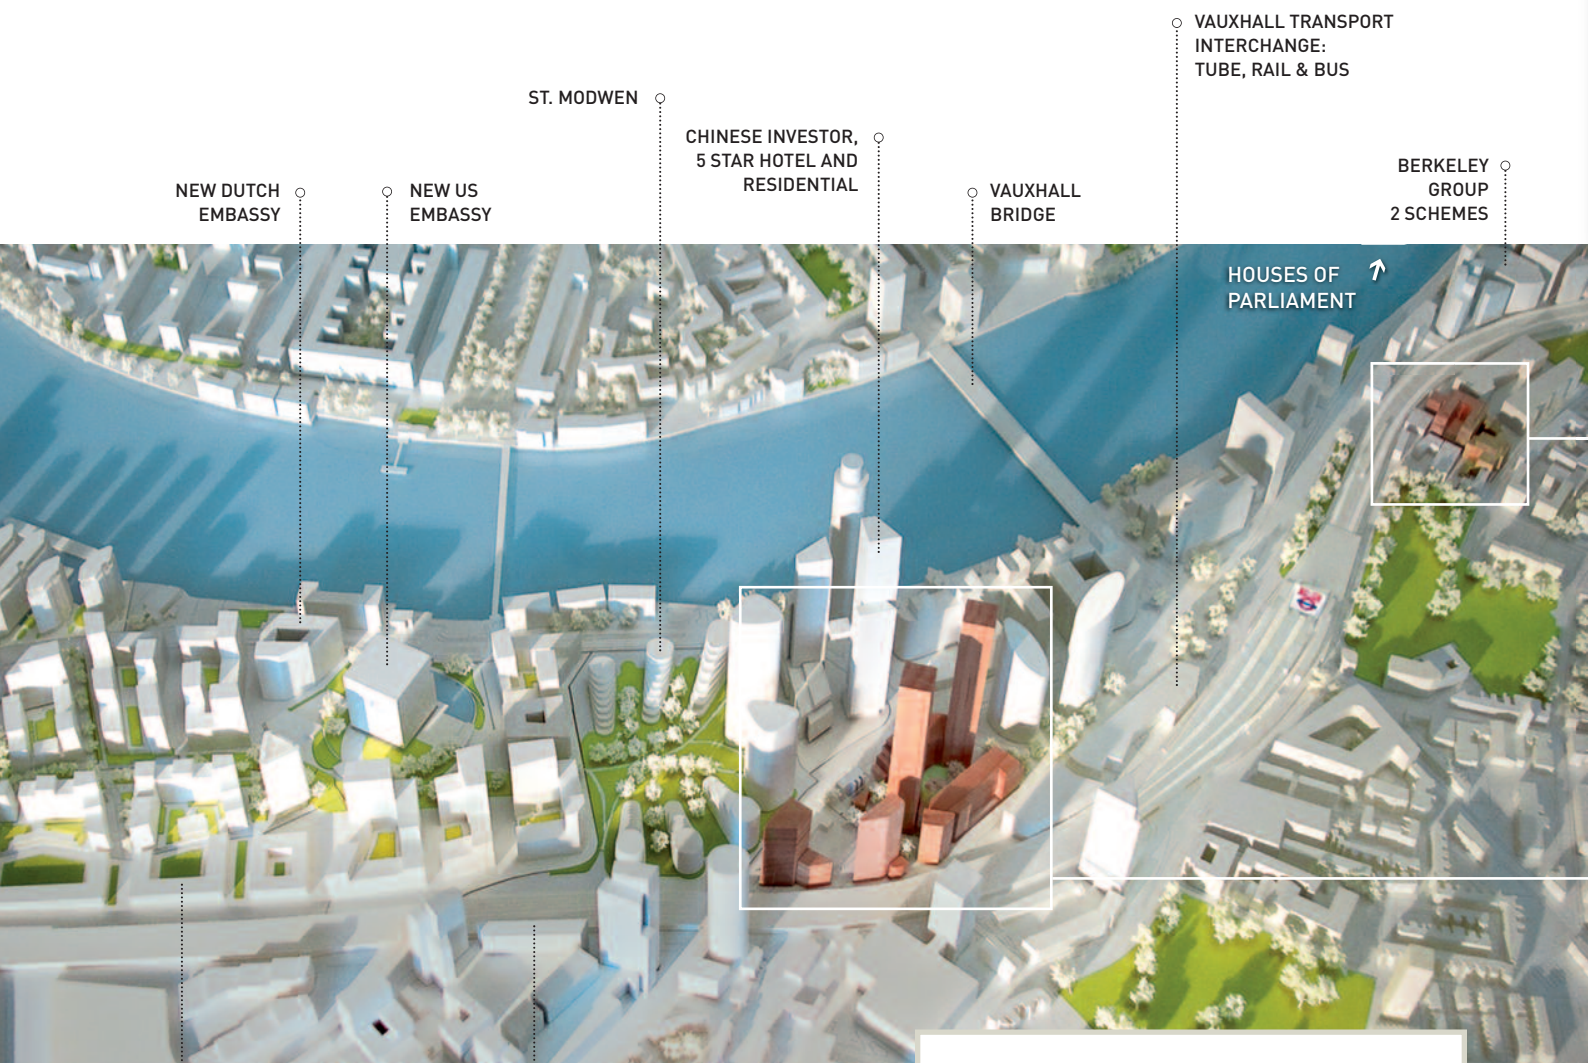 VAUXHALL TRANSPORT
INTERCHANGE:
TUBE, RAIL & BUS
ST. MODWEN
CHINESE INVESTOR,
5 STAR HOTEL AND
RESIDENTIAL
BERKELEY
GROUP
2 SCHEMES
NEW DUTCH
EMBASSY
NEW US
EMBASSY
VAUXHALL
BRIDGE
HOUSES OF
PARLIAMENT